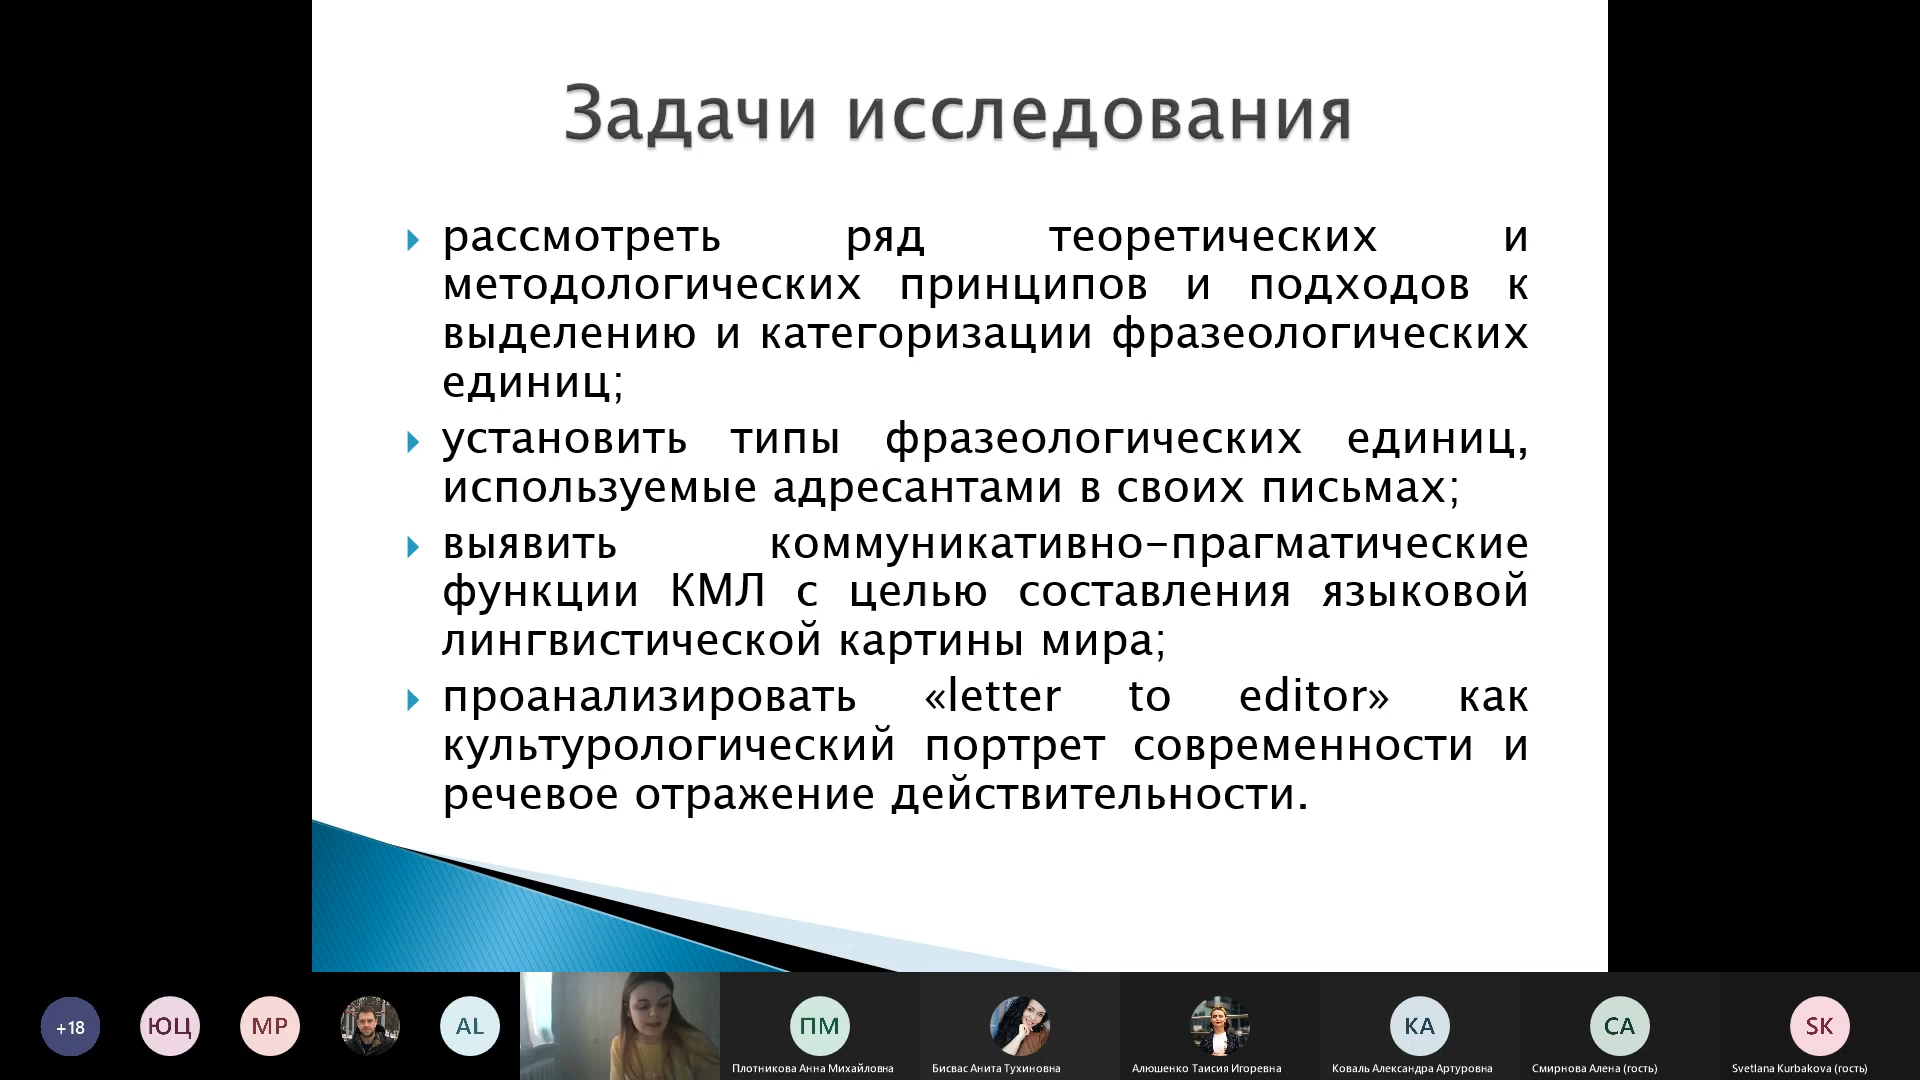 Задачи исследования
рассмотреть ряд теоретических и
методологических принципов и подходов к
выделению и категоризации фразеологических
единиц;
установить типы фразеологических единиц,
используемые адресантами в своих письмах;
выявить коммуникативно-прагматические
функции КМЛ с целью составления языковой
лингвистической картины мира;
проанализировать «letter to editor» как
культурологический портрет современности и
речевое отражение действительности.
+18
ЮЦ
MP
AL
ПМ
КА
СА
SK
Плотникова Анна Михайловна
Бисвас Анита Тухиновна
Алюшенко Таисия Игоревна
Коваль Александра Артуровна
Смирнова Алена (гость)
Svetlana Kurbakova (гость)